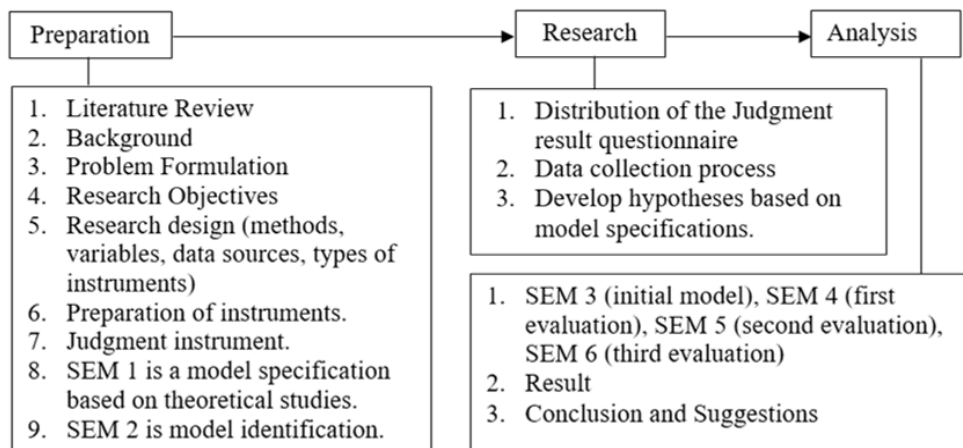 Preparation
Research
Analysis
1. Literature Review
2. Background
3. Problem Formulation
4. Research Objectives
5. Research design (methods,
variables, data sources, types of
instruments)
6. Preparation of instruments.
7. Judgment instrument.
8. SEM 1 is a model specification
based on theoretical studies.
9. SEM 2 is model identification.
1. Distribution of the Judgment
result questionnaire
2. Data collection process
3. Develop hypotheses based on
model specifications.
1. SEM 3 (initial model), SEM 4 (first
evaluation), SEM 5 (second evaluation),
SEM 6 (third evaluation)
2. Result
3. Conclusion and Suggestions